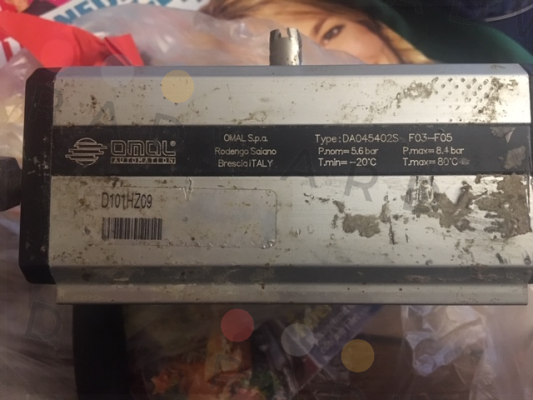 OMAL
AUTOMATION
OMAL S.p.a.
Rodengo Saiano
Brescia ITALY
Type: DA045402S F03-F05
P.nom= 5,6 bar P.max= 8,4 bar
T.min= -20°C T.max= 80°C
D101HZ09